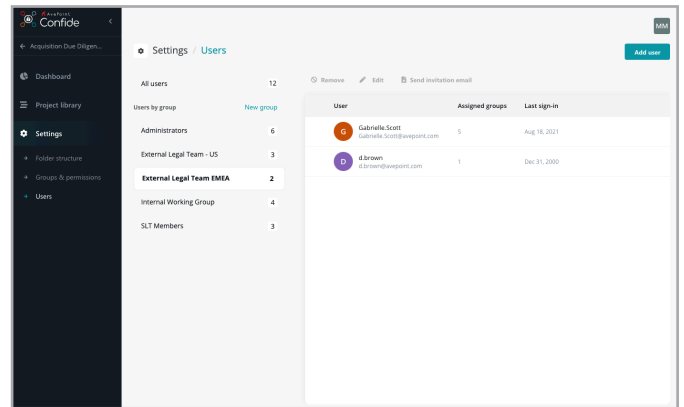 AvePoint
Confide
MM
Acquisition Due Diligen...
Settings / Users
Add user
Dashboard
Project library
Settings
Folder structure
Groups & permissions
Users
All users 12
Users by group New group
Administrators 6
External Legal Team - US 3
External Legal Team EMEA 2
Internal Working Group 4
SLT Members 3
Remove Edit Send invitation email
User Assigned groups Last sign-in
G Gabrielle.Scott 5 Aug 18, 2021
Gabrielle.Scott@avepoint.com
D d.brown 1 Dec 31, 2000
d.brown@avepoint.com